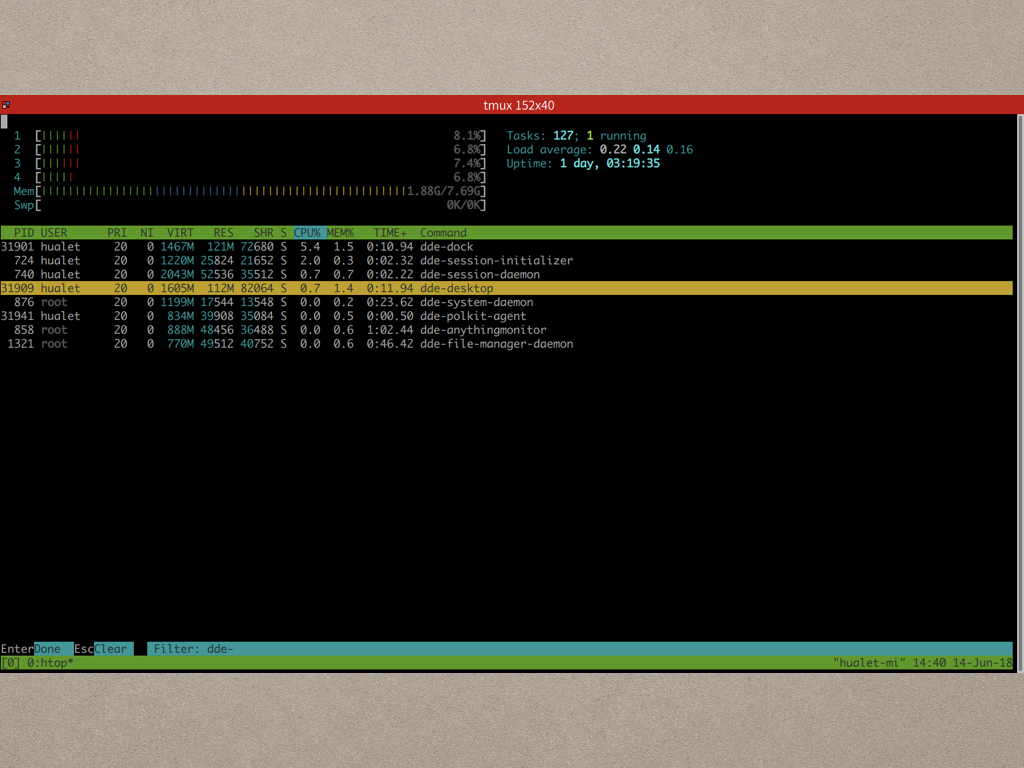 tmux 152x40
1 [|||||| 8.1%] Tasks: 127; 1 running
2 [|||||| 6.8%] Load average: 0.22 0.14 0.16
3 [|||||| 7.4%] Uptime: 1 day, 03:19:35
4 [||||| 6.8%]
Mem[|||||||||||||||||||||||||||||||||||||||||||||||||||||||1.88G/7.69G]
Swp[ 0K/0K]
PID USER PRI NI VIRT RES SHR S CPU% MEM% TIME+ Command
31901 hualet 20 0 1467M 121M 72680 S 5.4 1.5 0:10.94 dde-dock
724 hualet 20 0 1220M 25824 21652 S 2.0 0.3 0:02.32 dde-session-initializer
740 hualet 20 0 2043M 52536 35512 S 0.7 0.7 0:02.22 dde-session-daemon
31909 hualet 20 0 1605M 112M 82064 S 0.7 1.4 0:11.94 dde-desktop
876 root 20 0 1199M 17544 13548 S 0.0 0.2 0:23.62 dde-system-daemon
31941 hualet 20 0 834M 39908 35084 S 0.0 0.5 0:00.50 dde-polkit-agent
858 root 20 0 888M 48456 36488 S 0.0 0.6 1:02.44 dde-anythingmonitor
1321 root 20 0 770M 49512 40752 S 0.0 0.6 0:46.42 dde-file-manager-daemon
EnterDone EscClear Filter: dde-
[0] 0:htop* "hualet-mi" 14:40 14-Jun-18